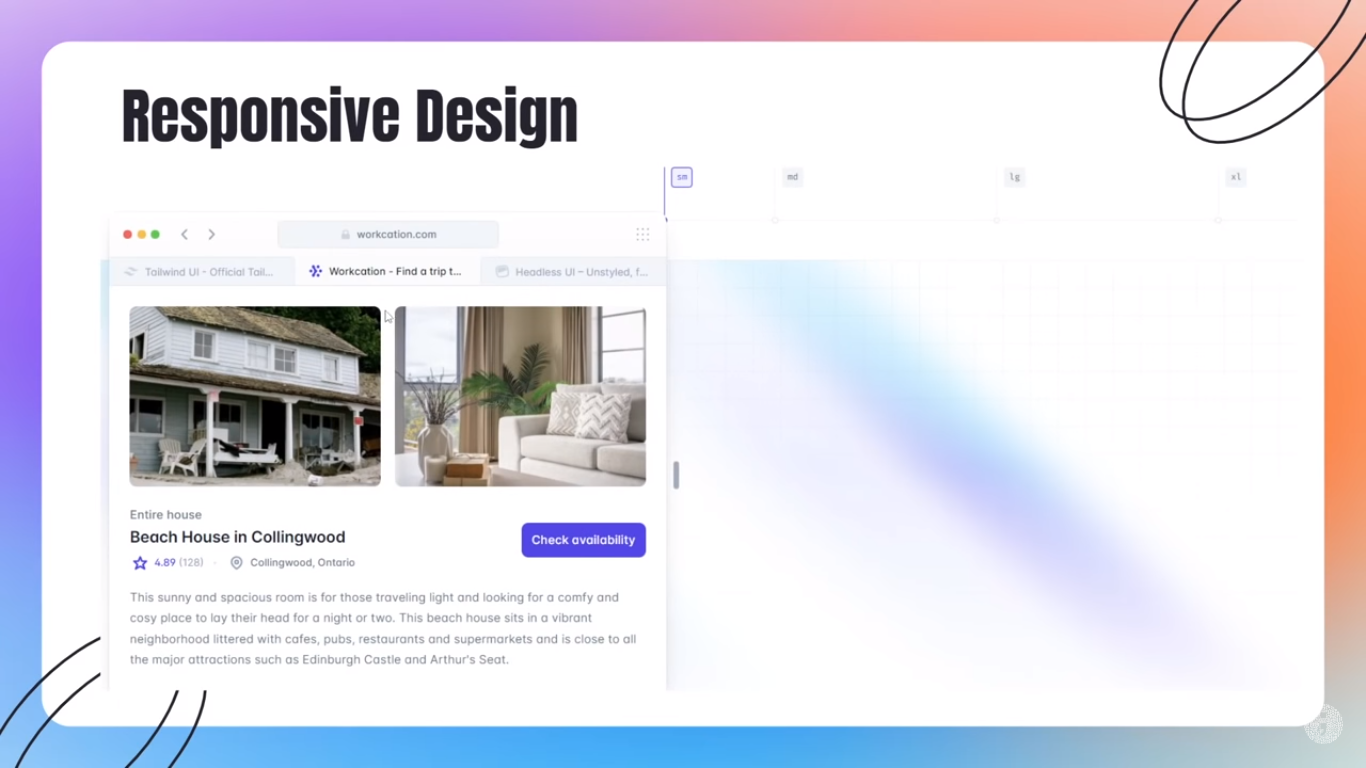 Responsive Design
sm md lg xl
workcation.com
Tailwind UI - Official Tail...
Workcation - Find a trip t...
Headless UI – Unstyled, f...
Entire house
Beach House in Collingwood
Check availability
4.89 (128) · Collingwood, Ontario
This sunny and spacious room is for those traveling light and looking for a comfy and
cosy place to lay their head for a night or two. This beach house sits in a vibrant
neighborhood littered with cafes, pubs, restaurants and supermarkets and is close to all
the major attractions such as Edinburgh Castle and Arthur's Seat.